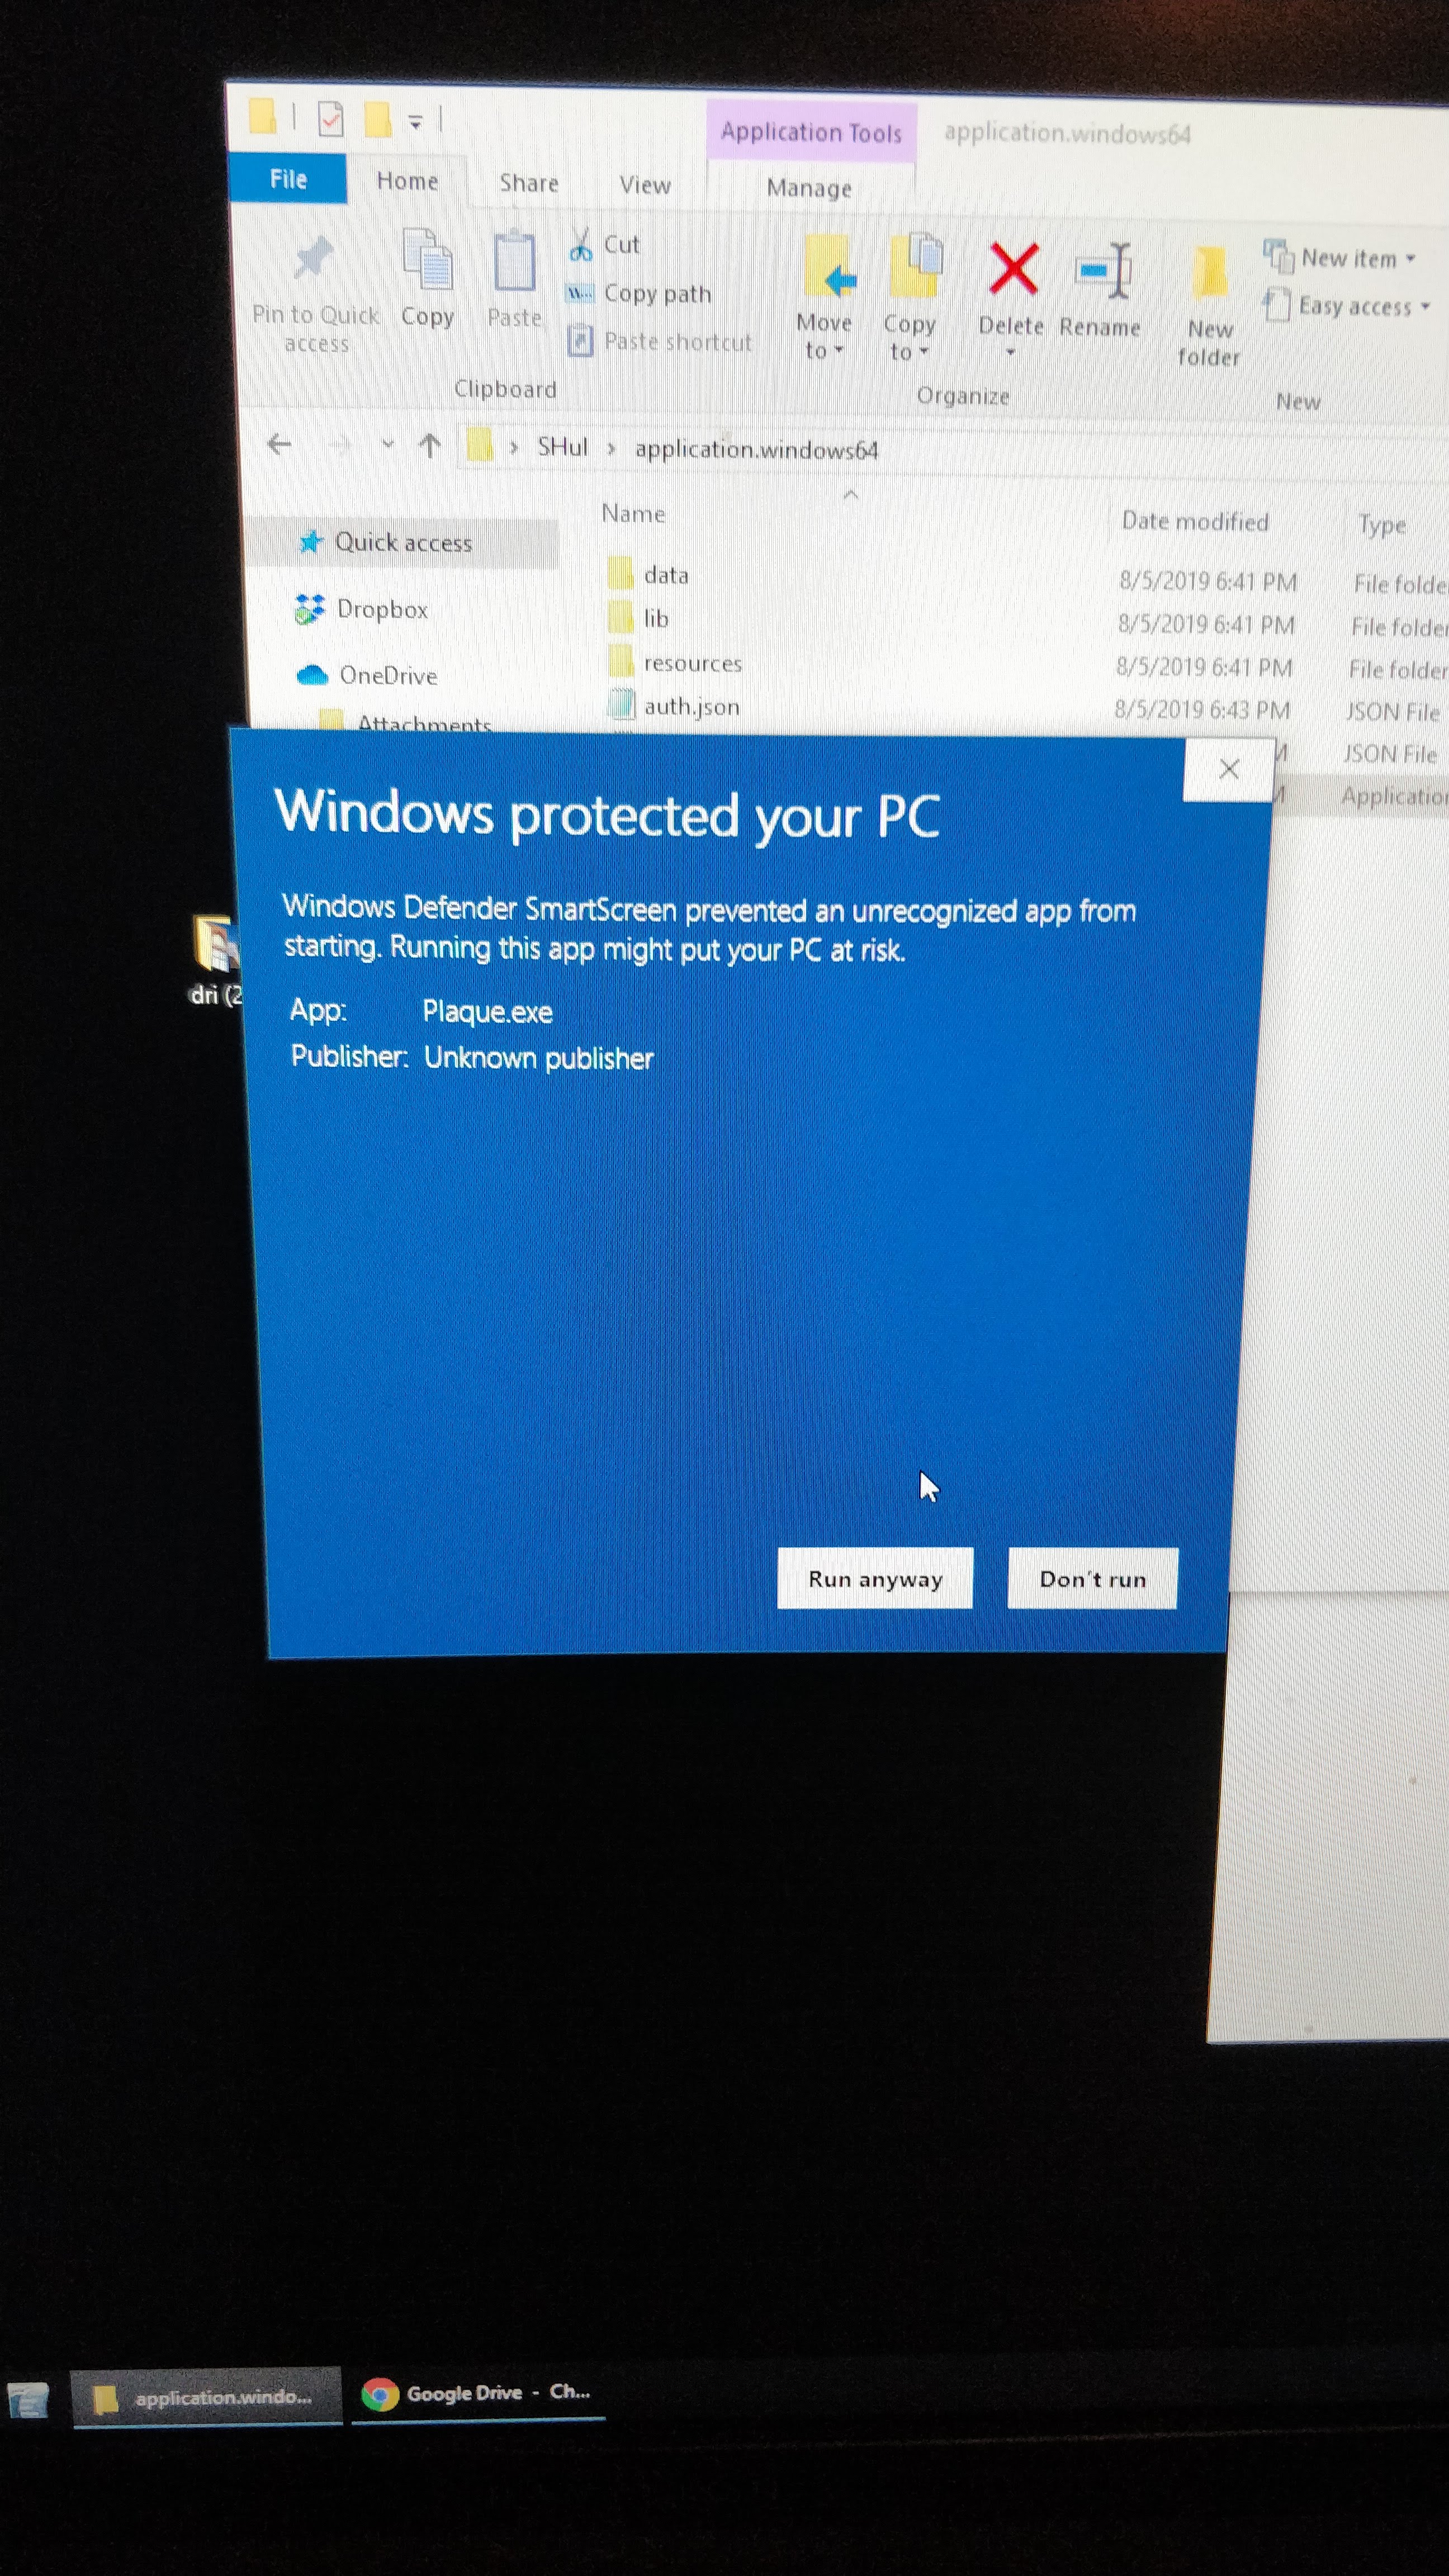 Application Tools application.windows64
File Home Share View Manage
Pin to Quick access
Copy
Paste
Cut
Copy path
Paste shortcut
Clipboard
Move to
Copy to
Delete
Rename
Organize
New folder
New item
Easy access
New
SHul application.windows64
Name Date modified Type
Quick access
Dropbox
OneDrive
Attachments
data 8/5/2019 6:41 PM File folde
lib 8/5/2019 6:41 PM File folder
resources 8/5/2019 6:41 PM File folder
auth.json 8/5/2019 6:43 PM JSON File
M JSON File
M Applicatio
Windows protected your PC
Windows Defender SmartScreen prevented an unrecognized app from
starting. Running this app might put your PC at risk.
App: Plaque.exe
Publisher: Unknown publisher
Run anyway Don't run
dri (2
application.windo... Google Drive - Ch...